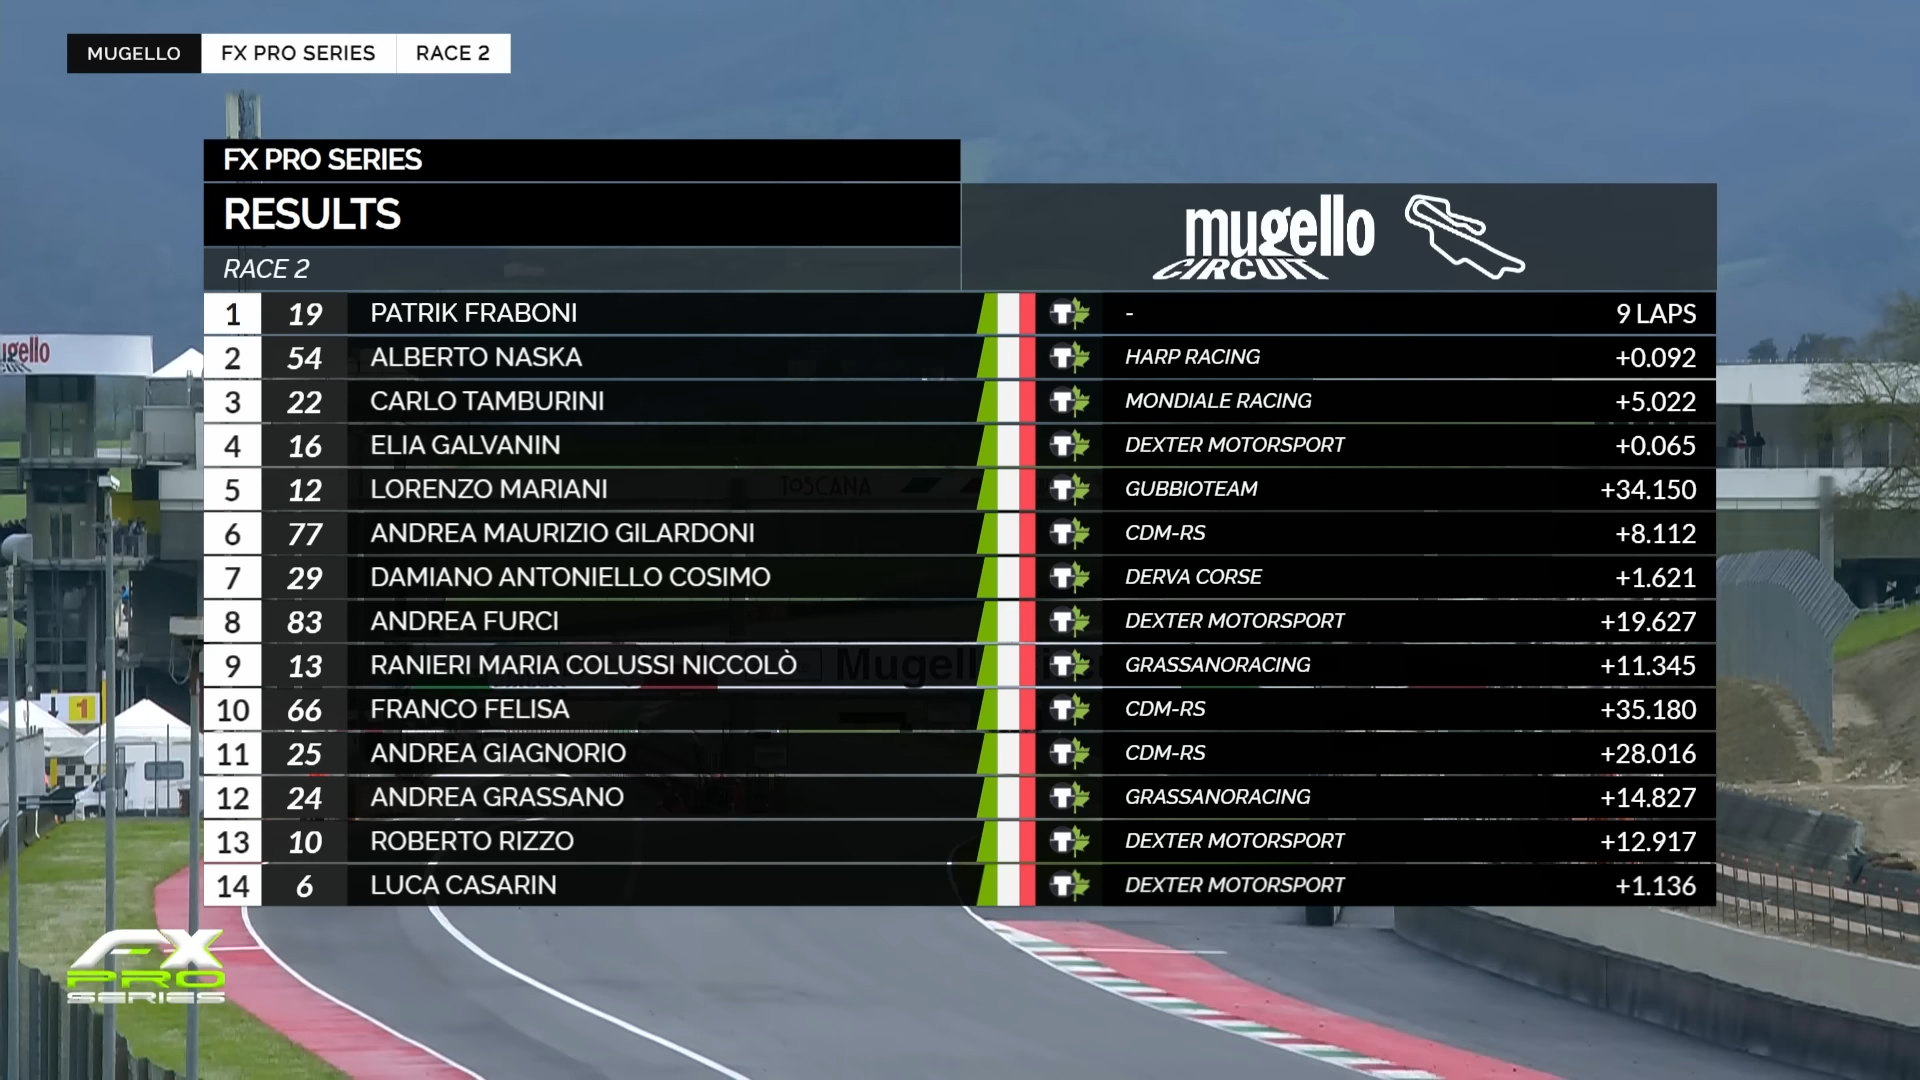 MUGELLO FX PRO SERIES RACE 2
FX PRO SERIES
RESULTS
RACE 2
mugello
CIRCUIT
1 19 PATRIK FRABONI T - 9 LAPS
2 54 ALBERTO NASKA T HARP RACING +0.092
3 22 CARLO TAMBURINI T MONDIALE RACING +5.022
4 16 ELIA GALVANIN T DEXTER MOTORSPORT +0.065
5 12 LORENZO MARIANI T GUBBIOTEAM +34.150
6 77 ANDREA MAURIZIO GILARDONI T CDM-RS +8.112
7 29 DAMIANO ANTONIELLO COSIMO T DERVA CORSE +1.621
8 83 ANDREA FURCI T DEXTER MOTORSPORT +19.627
9 13 RANIERI MARIA COLUSSI NICCOLÒ T GRASSANORACING +11.345
10 66 FRANCO FELISA T CDM-RS +35.180
11 25 ANDREA GIAGNORIO T CDM-RS +28.016
12 24 ANDREA GRASSANO T GRASSANORACING +14.827
13 10 ROBERTO RIZZO T DEXTER MOTORSPORT +12.917
14 6 LUCA CASARIN T DEXTER MOTORSPORT +1.136
TOSCANA
1
FX
PRO
SERIES